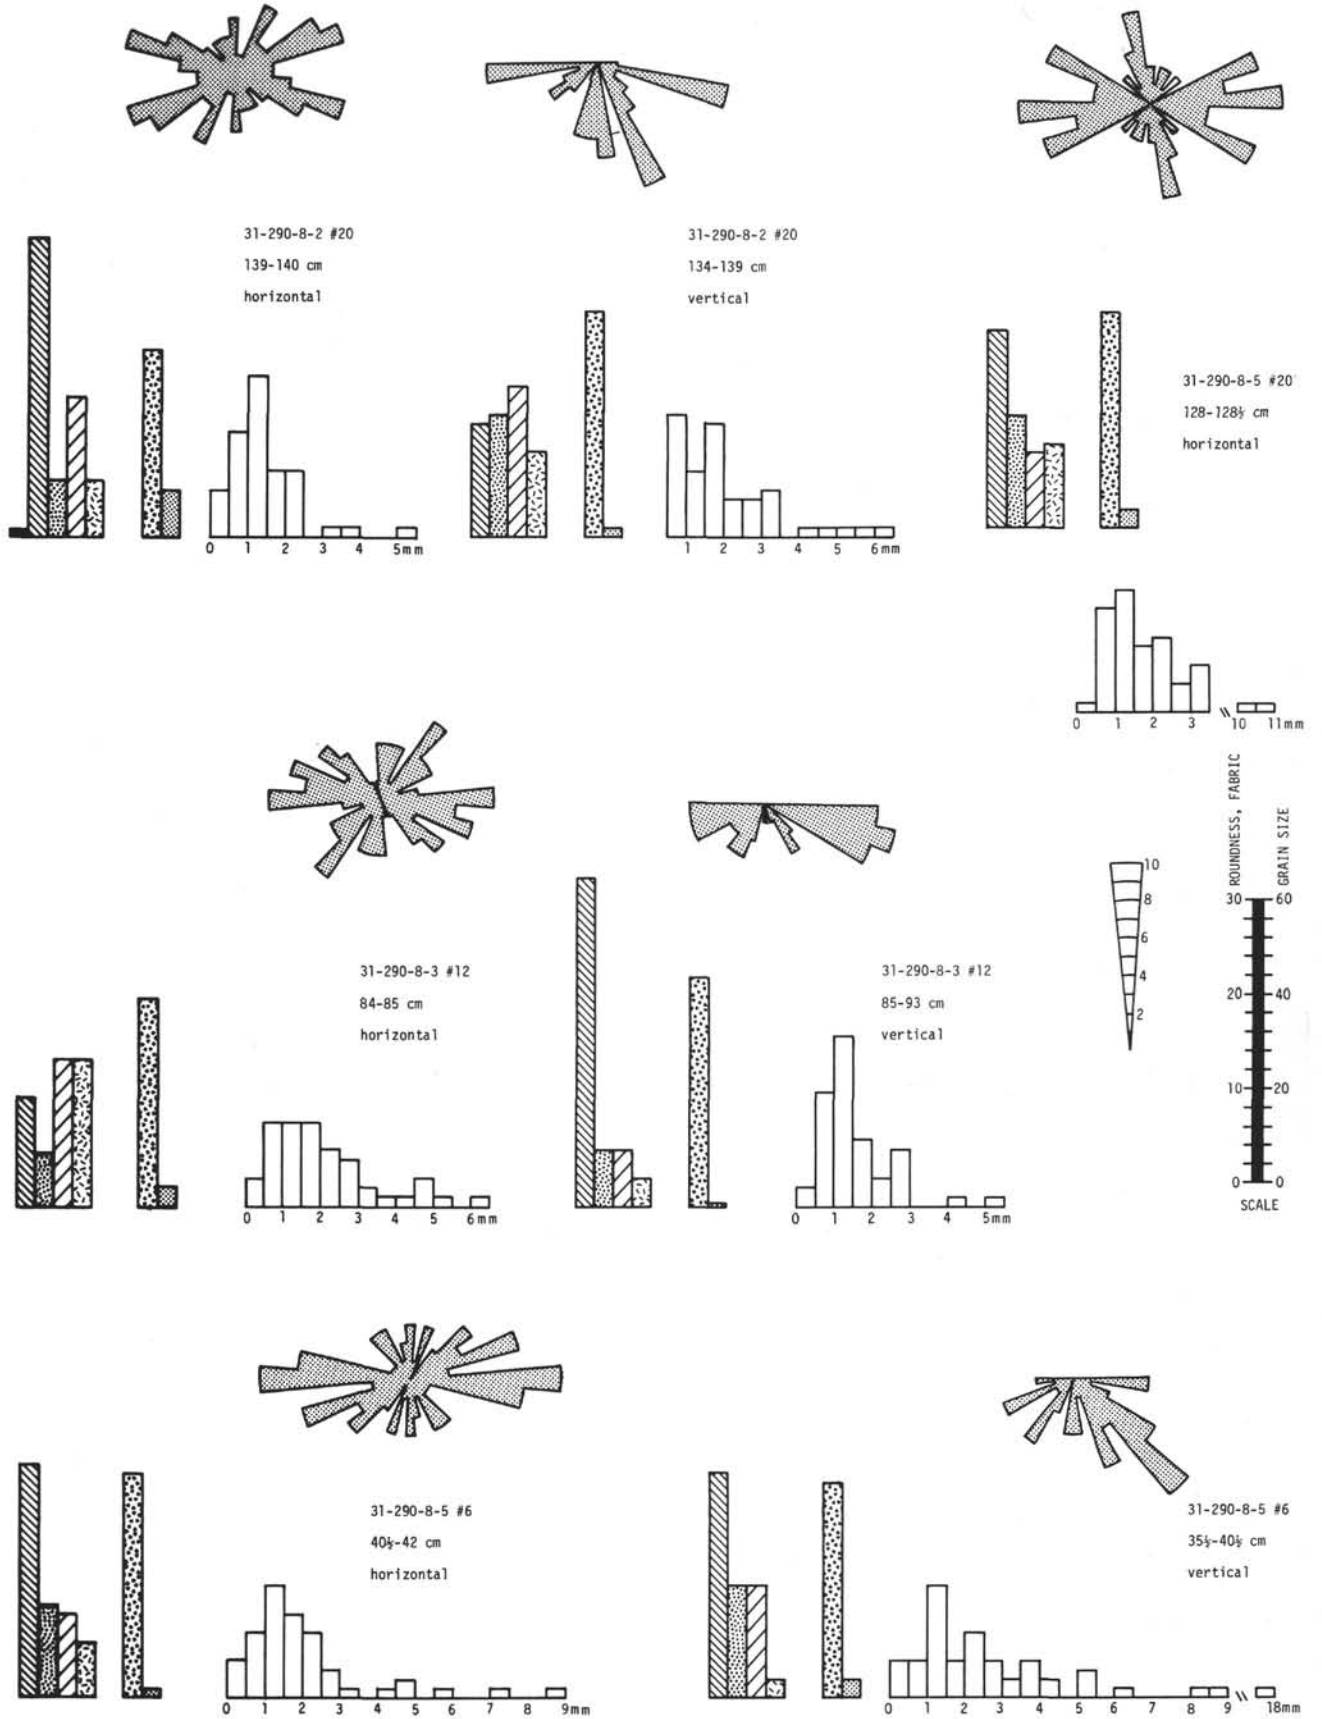 31-290-8-2 #20
139-140 cm
horizontal
31-290-8-2 #20
134-139 cm
vertical
31-290-8-5 #20
128-128½ cm
horizontal
0 1 2 3 4 5mm
1 2 3 4 6mm
0 1 2 3 10 11mm
31-290-8-3 #12
84-85 cm
horizontal
31-290-8-3 #12
85-93 cm
vertical
0 1 2 3 4 5 6mm
0 1 2 3 4 5mm
10
8
6
4
2
ROUNDNESS, FABRIC
GRAIN SIZE
30 60
20 40
10 20
0 0
SCALE
31-290-8-5 #6
40½-42 cm
horizontal
31-290-8-5 #6
35½-40½ cm
vertical
0 1 2 3 4 5 6 7 8 9mm
0 1 2 3 4 5 6 7 8 9 18mm